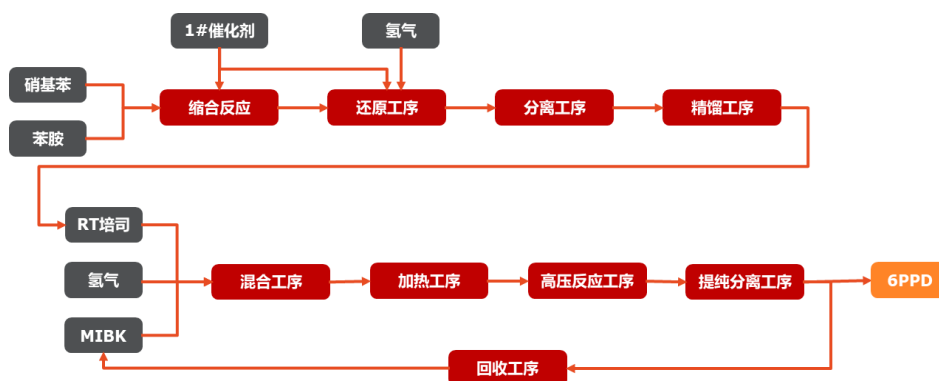 1#催化剂
氢气
硝基苯
苯胺
缩合反应
还原工序
分离工序
精馏工序
RT培司
氢气
MIBK
混合工序
加热工序
高压反应工序
提纯分离工序
6PPD
回收工序